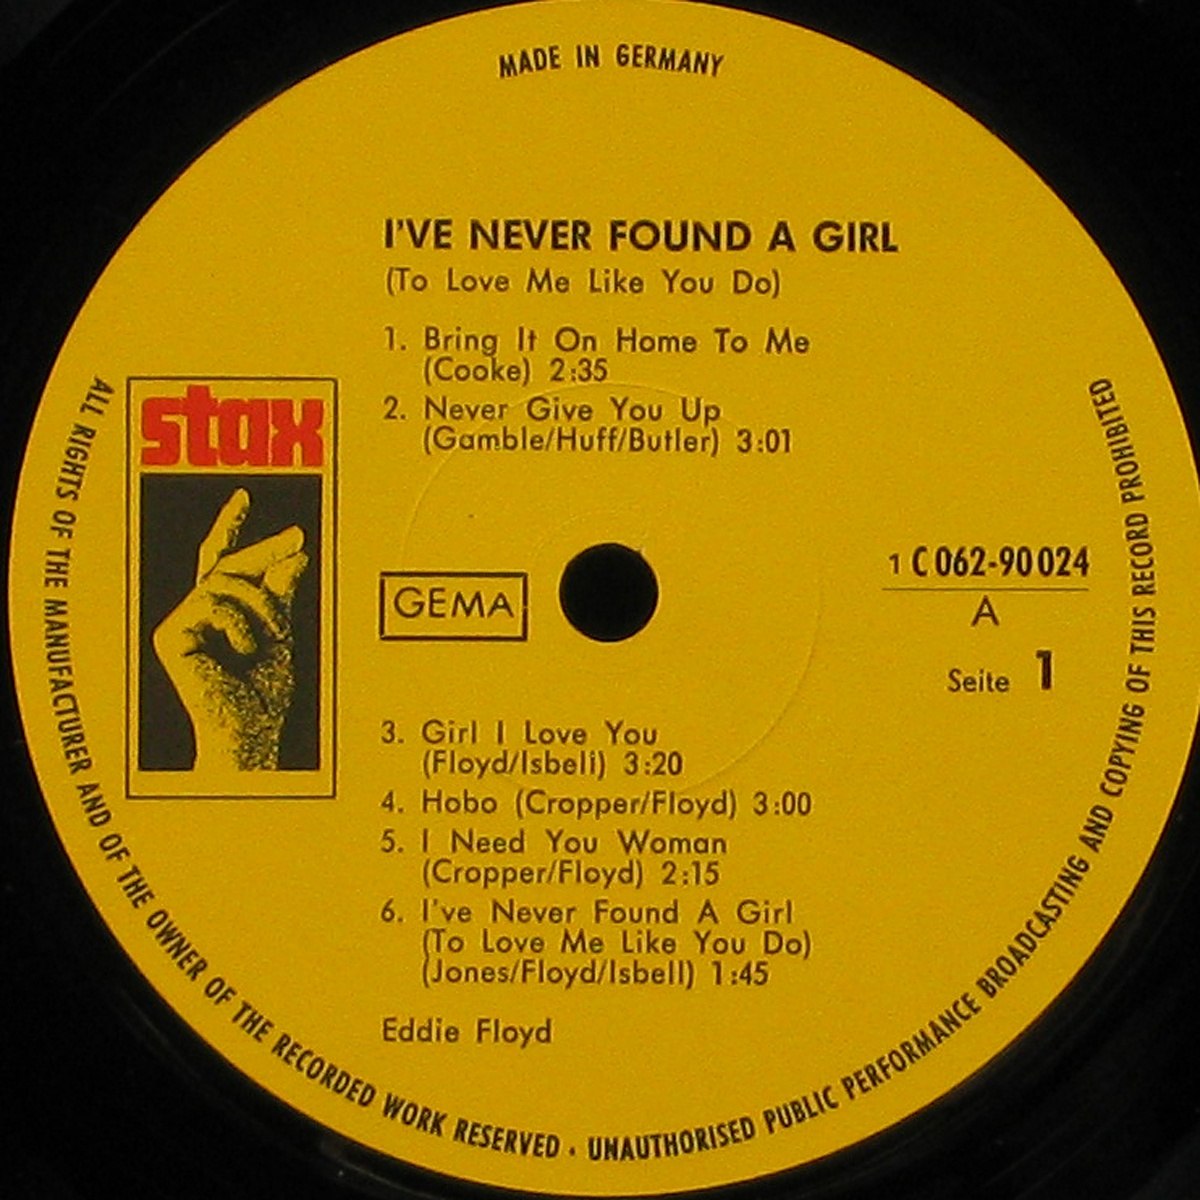 MADE IN GERMANY
I'VE NEVER FOUND A GIRL
(To Love Me Like You Do)
1. Bring It On Home To Me
(Cooke) 2:35
2. Never Give You Up
(Gamble/Huff/Butler) 3:01
stax
GEMA
1 C 062-90 024
A
Seite 1
3. Girl I Love You
(Floyd/Isbell) 3:20
4. Hobo (Cropper/Floyd) 3:00
5. I Need You Woman
(Cropper/Floyd) 2:15
6. I've Never Found A Girl
(To Love Me Like You Do)
(Jones/Floyd/Isbell) 1:45
Eddie Floyd
ALL RIGHTS OF THE MANUFACTURER AND OF THE OWNER OF THE RECORDED WORK RESERVED · UNAUTHORISED PUBLIC PERFORMANCE BROADCASTING AND COPYING OF THIS RECORD PROHIBITED